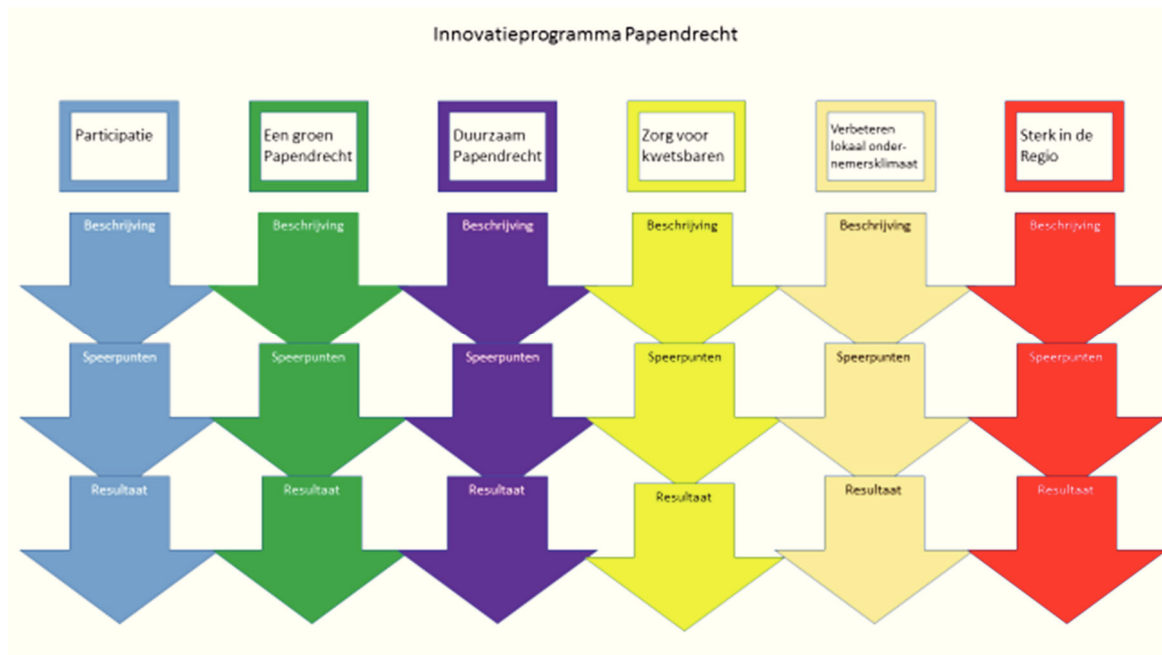 Innovatieprogramma Papendrecht
Participatie
Een groen
Papendrecht
Duurzaam
Papendrecht
Zorg voor
kwetsbaren
Verbeteren
lokaal onder-
nemersklimaat
Sterk in de
Regio
Beschrijving
Beschrijving
Beschrijving
Beschrijving
Beschrijving
Beschrijving
Speerpunten
Speerpunten
Speerpunten
Speerpunten
Speerpunten
Speerpunten
Resultaat
Resultaat
Resultaat
Resultaat
Resultaat
Resultaat